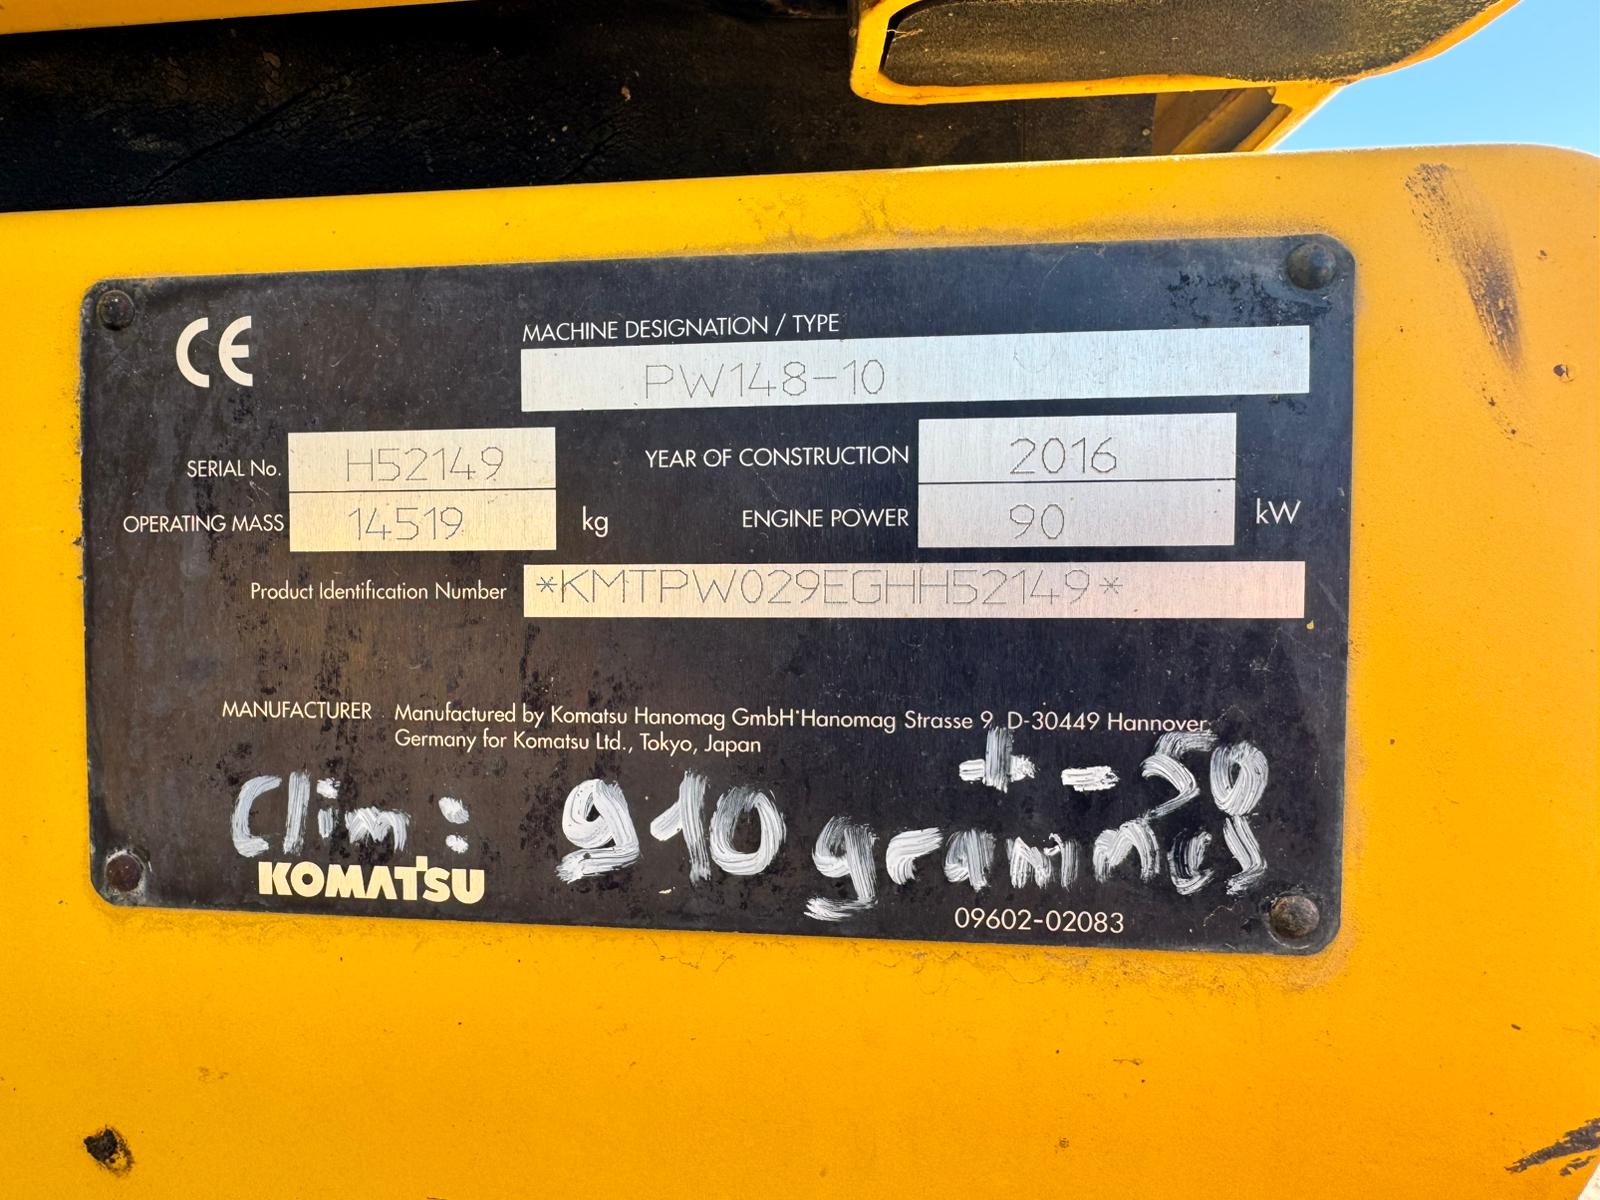 CE
MACHINE DESIGNATION / TYPE
PW148-10
SERIAL No. H52149 YEAR OF CONSTRUCTION 2016
OPERATING MASS 14519 kg ENGINE POWER 90 kW
Product Identification Number *KMTPW029EGHH52149*
MANUFACTURER Manufactured by Komatsu Hanomag GmbH·Hanomag Strasse 9, D-30449 Hannover,
Germany for Komatsu Ltd., Tokyo, Japan
+ - 50
Clim : 910 grammes
KOMATSU
09602-02083